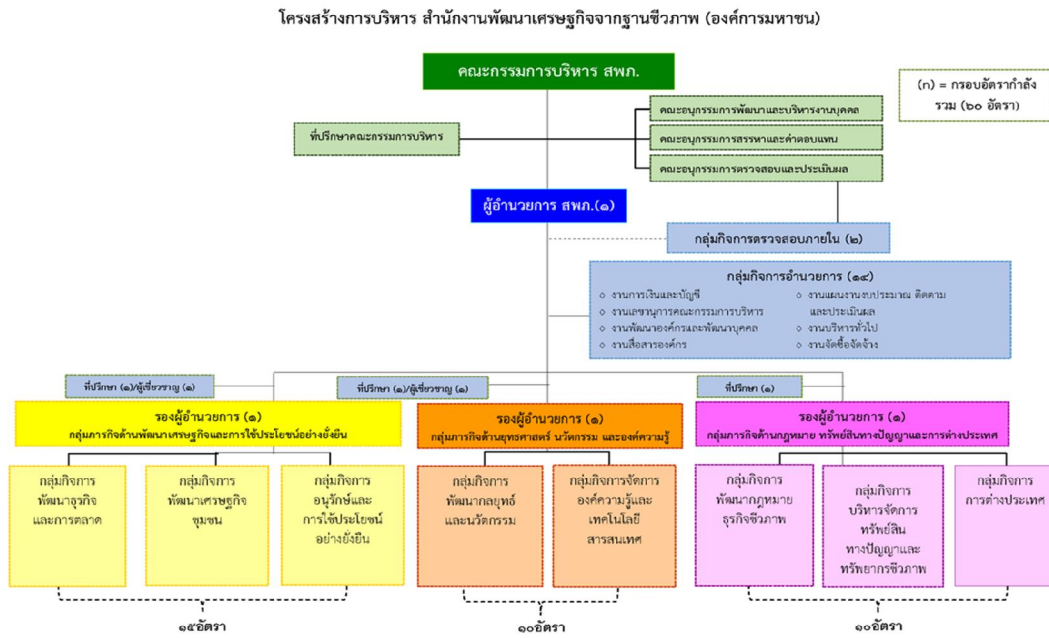 โครงสร้างการบริหาร สำนักงานพัฒนาเศรษฐกิจจากฐานชีวภาพ (องค์การมหาชน)
คณะกรรมการบริหาร สพภ.
(n) = กรอบอัตรากำลัง
รวม (๖๐ อัตรา)
คณะอนุกรรมการพัฒนาและบริหารงานบุคคล
ที่ปรึกษาคณะกรรมการบริหาร
คณะอนุกรรมการสรรหาและค่าตอบแทน
คณะอนุกรรมการตรวจสอบและประเมินผล
ผู้อำนวยการ สพภ.(๑)
กลุ่มกิจการตรวจสอบภายใน (๒)
กลุ่มกิจการอำนวยการ (๑๔)
◇ งานการเงินและบัญชี
◇ งานเลขานุการคณะกรรมการบริหาร
◇ งานพัฒนาองค์กรและพัฒนาบุคคล
◇ งานสื่อสารองค์กร
◇ งานแผนงานงบประมาณ ติดตาม
และประเมินผล
◇ งานบริหารทั่วไป
◇ งานจัดซื้อจัดจ้าง
ที่ปรึกษา (๑)/ผู้เชี่ยวชาญ (๑)
ที่ปรึกษา (๑)/ผู้เชี่ยวชาญ (๑)
ที่ปรึกษา (๑)
รองผู้อำนวยการ (๑)
กลุ่มภารกิจด้านพัฒนาเศรษฐกิจและการใช้ประโยชน์อย่างยั่งยืน
รองผู้อำนวยการ (๑)
กลุ่มภารกิจด้านยุทธศาสตร์ นวัตกรรม และองค์ความรู้
รองผู้อำนวยการ (๑)
กลุ่มภารกิจด้านกฎหมาย ทรัพย์สินทางปัญญาและการต่างประเทศ
กลุ่มกิจการ
พัฒนาธุรกิจ
และการตลาด
กลุ่มกิจการ
พัฒนาเศรษฐกิจ
ชุมชน
กลุ่มกิจการ
อนุรักษ์และ
การใช้ประโยชน์
อย่างยั่งยืน
กลุ่มกิจการ
พัฒนากลยุทธ์
และนวัตกรรม
กลุ่มกิจการจัดการ
องค์ความรู้และ
เทคโนโลยี
สารสนเทศ
กลุ่มกิจการ
พัฒนากฎหมาย
ธุรกิจชีวภาพ
กลุ่มกิจการ
บริหารจัดการ
ทรัพย์สิน
ทางปัญญาและ
ทรัพยากรชีวภาพ
กลุ่มกิจการ
การต่างประเทศ
๑๕อัตรา
๑๐อัตรา
๑๐อัตรา